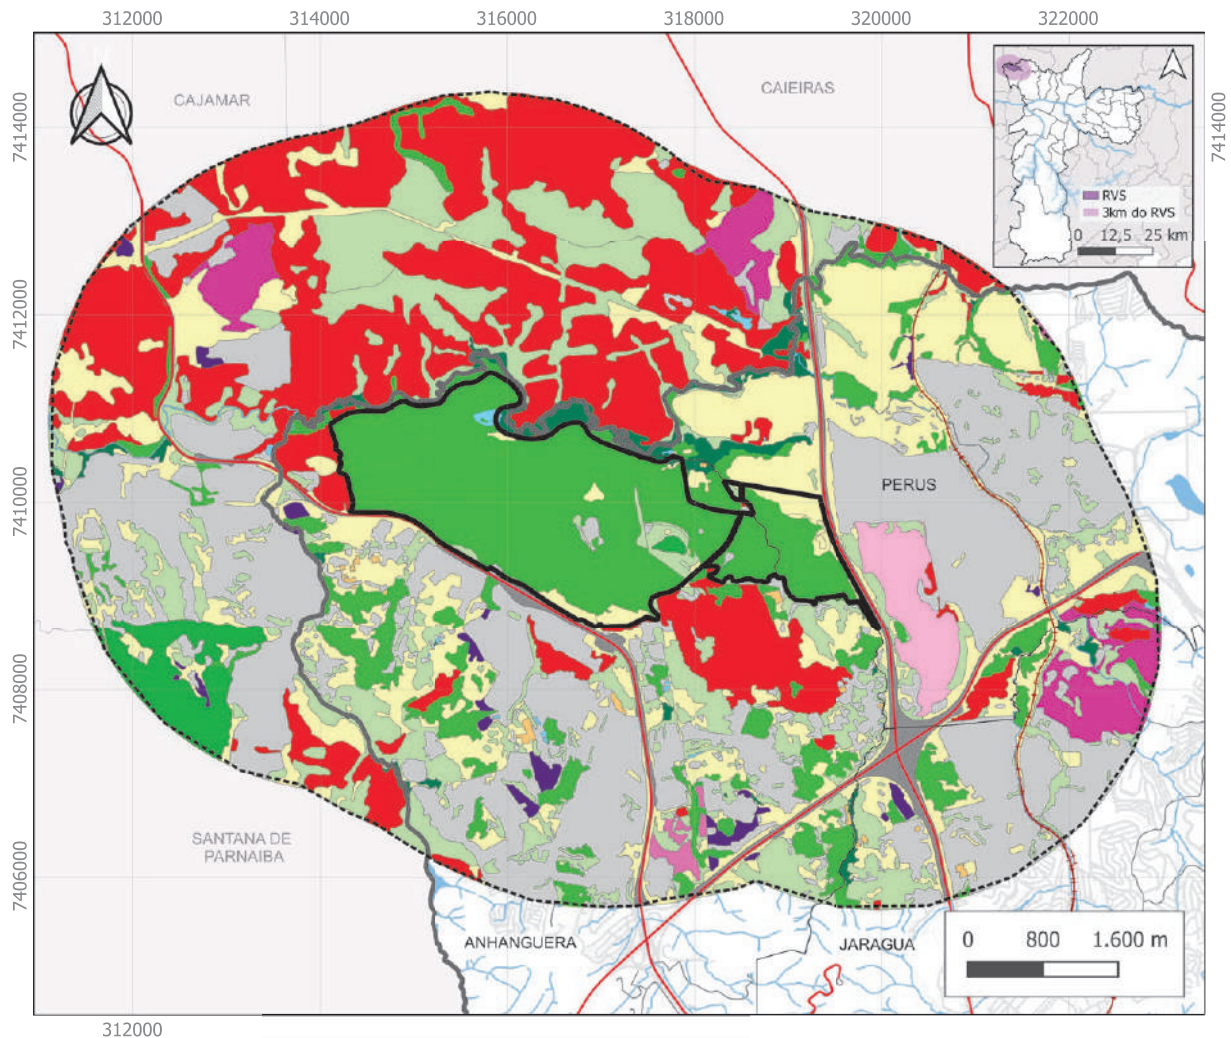 312000 314000 316000 318000 320000 322000
CAJAMAR
CAIEIRAS
7414000
7414000
RVS
3km do RVS
0 12,5 25 km
7412000
7410000
PERUS
7408000
SANTANA DE
PARNAIBA
7406000
ANHANGUERA
JARAGUA
0 800 1.600 m
312000